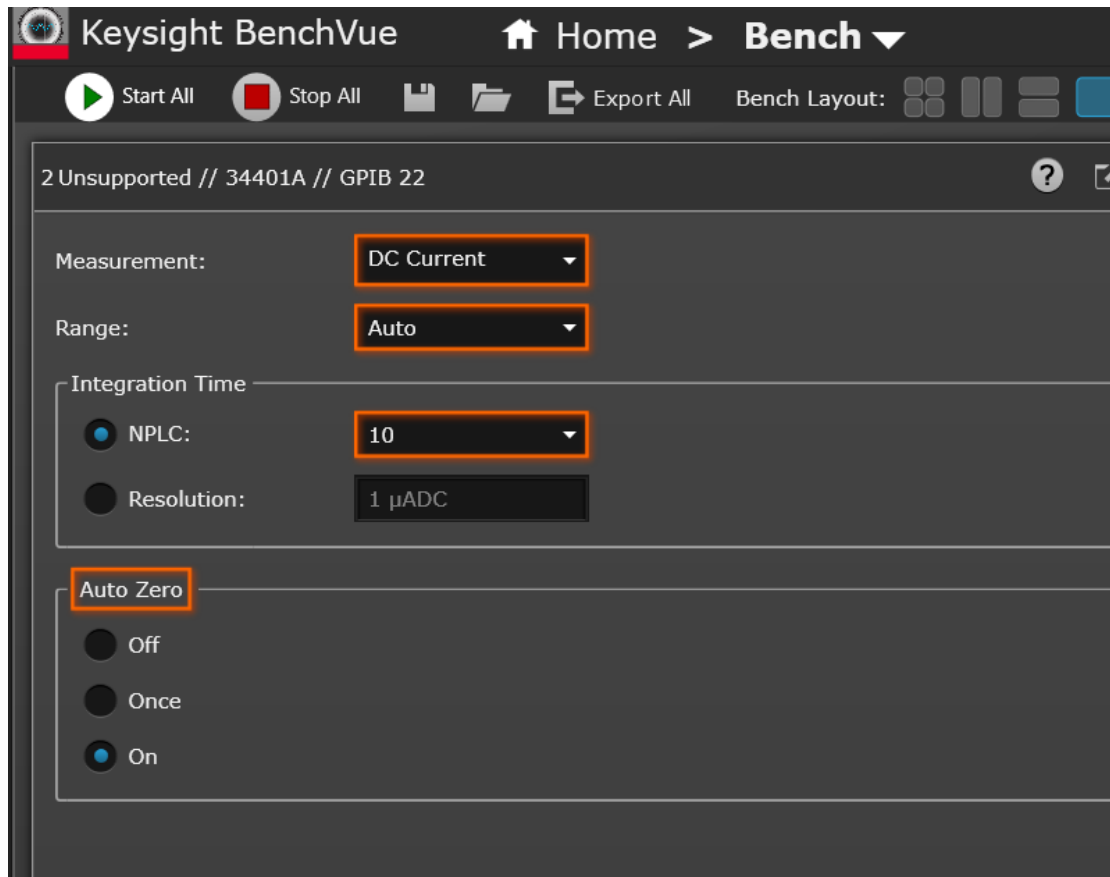 Keysight BenchVue Home > Bench
Start All Stop All Export All Bench Layout:
2 Unsupported // 34401A // GPIB 22 ?
Measurement: DC Current
Range: Auto
Integration Time
NPLC: 10
Resolution: 1 µADC
Auto Zero
Off
Once
On